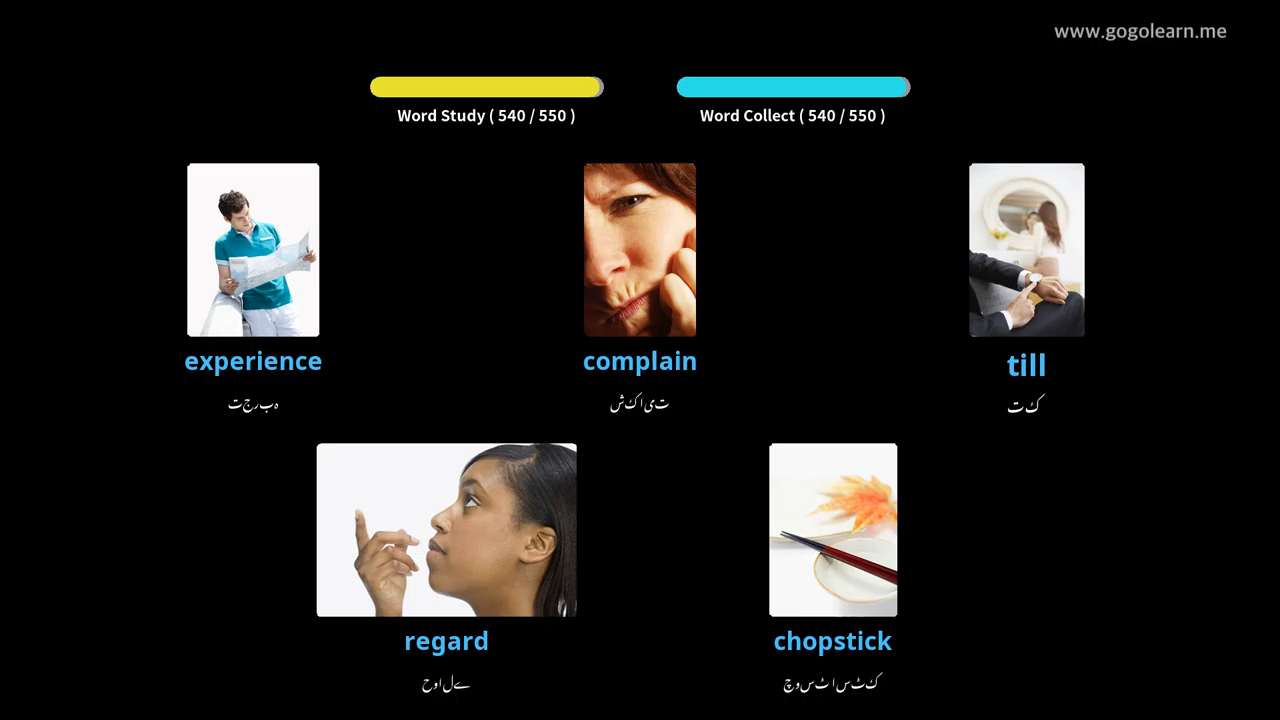 www.gogolearn.me
Word Study ( 540 / 550 )
Word Collect ( 540 / 550 )
experience
ہبرجت
complain
تیاکش
till
کت
regard
ےلاوح
chopstick
کٹساٹسوچ